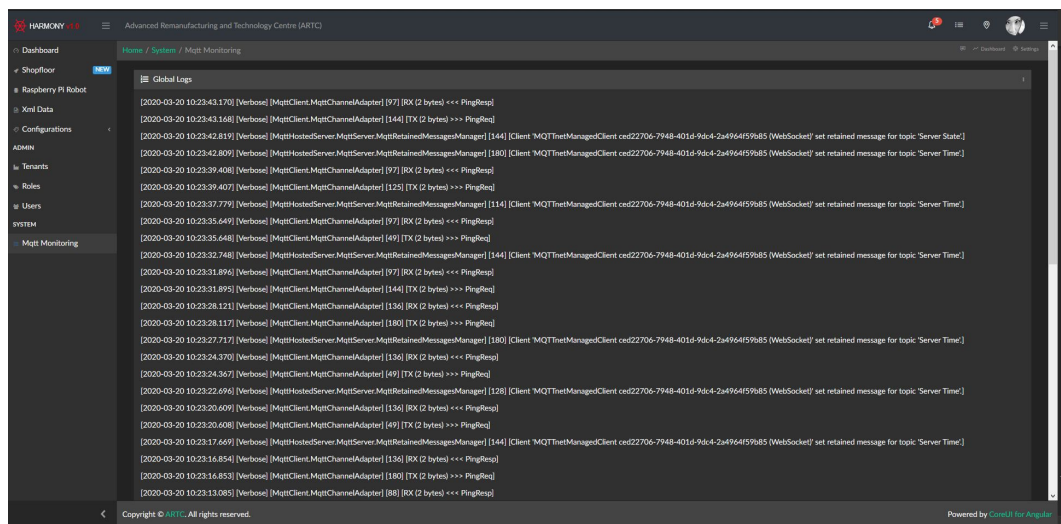 HARMONY v1.0
Advanced Remanufacturing and Technology Centre (ARTC)
5
Dashboard
Shopfloor NEW
Raspberry Pi Robot
Xml Data
Configurations
ADMIN
Tenants
Roles
Users
SYSTEM
Mqtt Monitoring
Home / System / Mqtt Monitoring
Dashboard Settings
Global Logs
[2020-03-20 10:23:43.170] [Verbose] [MqttClient.MqttChannelAdapter] [97] [RX (2 bytes) <<< PingResp]
[2020-03-20 10:23:43.168] [Verbose] [MqttClient.MqttChannelAdapter] [144] [TX (2 bytes) >>> PingReq]
[2020-03-20 10:23:42.819] [Verbose] [MqttHostedServer.MqttServer.MqttRetainedMessagesManager] [144] [Client 'MQTTnetManagedClient ced22706-7948-401d-9dc4-2a4964f59b85 (WebSocket)' set retained message for topic 'Server State'.]
[2020-03-20 10:23:42.809] [Verbose] [MqttHostedServer.MqttServer.MqttRetainedMessagesManager] [180] [Client 'MQTTnetManagedClient ced22706-7948-401d-9dc4-2a4964f59b85 (WebSocket)' set retained message for topic 'Server Time'.]
[2020-03-20 10:23:39.408] [Verbose] [MqttClient.MqttChannelAdapter] [97] [RX (2 bytes) <<< PingResp]
[2020-03-20 10:23:39.407] [Verbose] [MqttClient.MqttChannelAdapter] [125] [TX (2 bytes) >>> PingReq]
[2020-03-20 10:23:37.779] [Verbose] [MqttHostedServer.MqttServer.MqttRetainedMessagesManager] [114] [Client 'MQTTnetManagedClient ced22706-7948-401d-9dc4-2a4964f59b85 (WebSocket)' set retained message for topic 'Server Time'.]
[2020-03-20 10:23:35.649] [Verbose] [MqttClient.MqttChannelAdapter] [97] [RX (2 bytes) <<< PingResp]
[2020-03-20 10:23:35.648] [Verbose] [MqttClient.MqttChannelAdapter] [49] [TX (2 bytes) >>> PingReq]
[2020-03-20 10:23:32.748] [Verbose] [MqttHostedServer.MqttServer.MqttRetainedMessagesManager] [144] [Client 'MQTTnetManagedClient ced22706-7948-401d-9dc4-2a4964f59b85 (WebSocket)' set retained message for topic 'Server Time'.]
[2020-03-20 10:23:31.896] [Verbose] [MqttClient.MqttChannelAdapter] [97] [RX (2 bytes) <<< PingResp]
[2020-03-20 10:23:31.895] [Verbose] [MqttClient.MqttChannelAdapter] [144] [TX (2 bytes) >>> PingReq]
[2020-03-20 10:23:28.121] [Verbose] [MqttClient.MqttChannelAdapter] [136] [RX (2 bytes) <<< PingResp]
[2020-03-20 10:23:28.117] [Verbose] [MqttClient.MqttChannelAdapter] [180] [TX (2 bytes) >>> PingReq]
[2020-03-20 10:23:27.717] [Verbose] [MqttHostedServer.MqttServer.MqttRetainedMessagesManager] [180] [Client 'MQTTnetManagedClient ced22706-7948-401d-9dc4-2a4964f59b85 (WebSocket)' set retained message for topic 'Server Time'.]
[2020-03-20 10:23:24.370] [Verbose] [MqttClient.MqttChannelAdapter] [136] [RX (2 bytes) <<< PingResp]
[2020-03-20 10:23:24.367] [Verbose] [MqttClient.MqttChannelAdapter] [49] [TX (2 bytes) >>> PingReq]
[2020-03-20 10:23:22.696] [Verbose] [MqttHostedServer.MqttServer.MqttRetainedMessagesManager] [128] [Client 'MQTTnetManagedClient ced22706-7948-401d-9dc4-2a4964f59b85 (WebSocket)' set retained message for topic 'Server Time'.]
[2020-03-20 10:23:20.609] [Verbose] [MqttClient.MqttChannelAdapter] [136] [RX (2 bytes) <<< PingResp]
[2020-03-20 10:23:20.608] [Verbose] [MqttClient.MqttChannelAdapter] [49] [TX (2 bytes) >>> PingReq]
[2020-03-20 10:23:17.669] [Verbose] [MqttHostedServer.MqttServer.MqttRetainedMessagesManager] [144] [Client 'MQTTnetManagedClient ced22706-7948-401d-9dc4-2a4964f59b85 (WebSocket)' set retained message for topic 'Server Time'.]
[2020-03-20 10:23:16.854] [Verbose] [MqttClient.MqttChannelAdapter] [136] [RX (2 bytes) <<< PingResp]
[2020-03-20 10:23:16.853] [Verbose] [MqttClient.MqttChannelAdapter] [180] [TX (2 bytes) >>> PingReq]
[2020-03-20 10:23:13.085] [Verbose] [MqttClient.MqttChannelAdapter] [88] [RX (2 bytes) <<< PingResp]
Copyright © ARTC. All rights reserved.
Powered by CoreUI for Angular